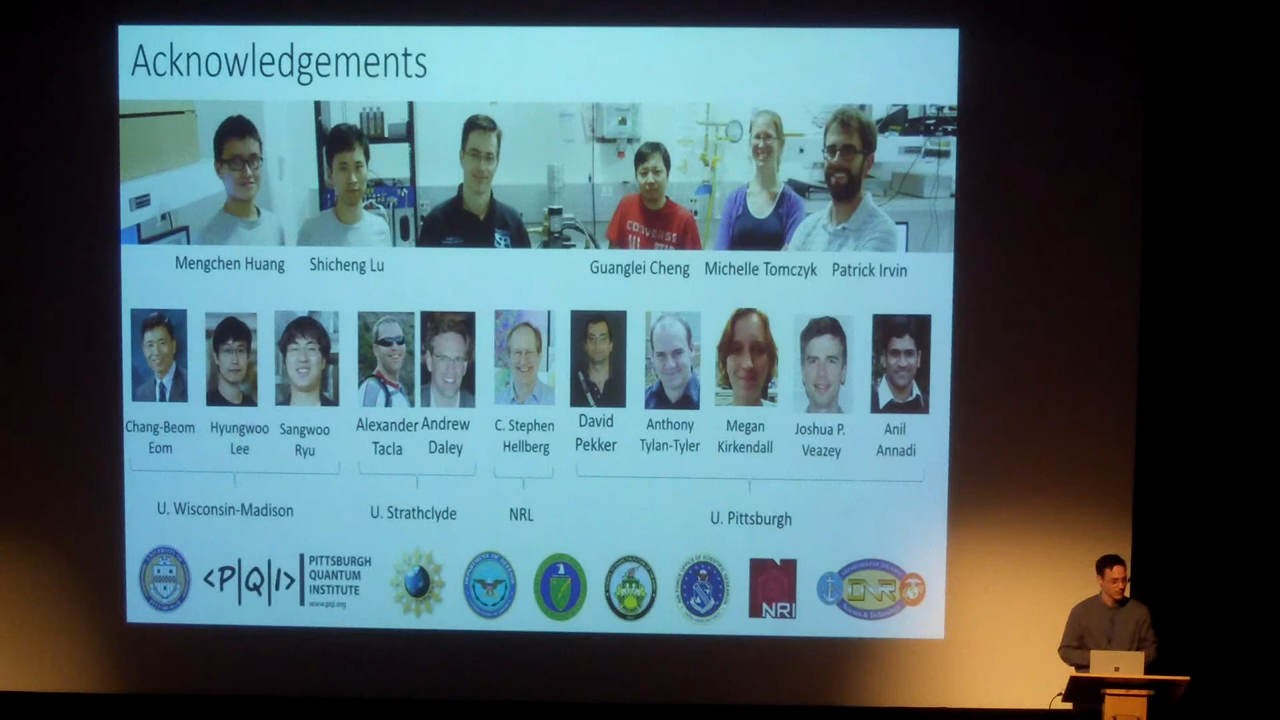 Acknowledgements
CONVERSE
Mengchen Huang
Shicheng Lu
Guanglei Cheng
Michelle Tomczyk
Patrick Irvin
Chang-Beom
Eom
Hyungwoo
Lee
Sangwoo
Ryu
Alexander
Tacla
Andrew
Daley
C. Stephen
Hellberg
David
Pekker
Anthony
Tylan-Tyler
Megan
Kirkendall
Joshua P.
Veazey
Anil
Annadi
U. Wisconsin-Madison
U. Strathclyde
NRL
U. Pittsburgh
<P|Q|I>
PITTSBURGH
QUANTUM
INSTITUTE
www.pqi.org
NRI
ONR